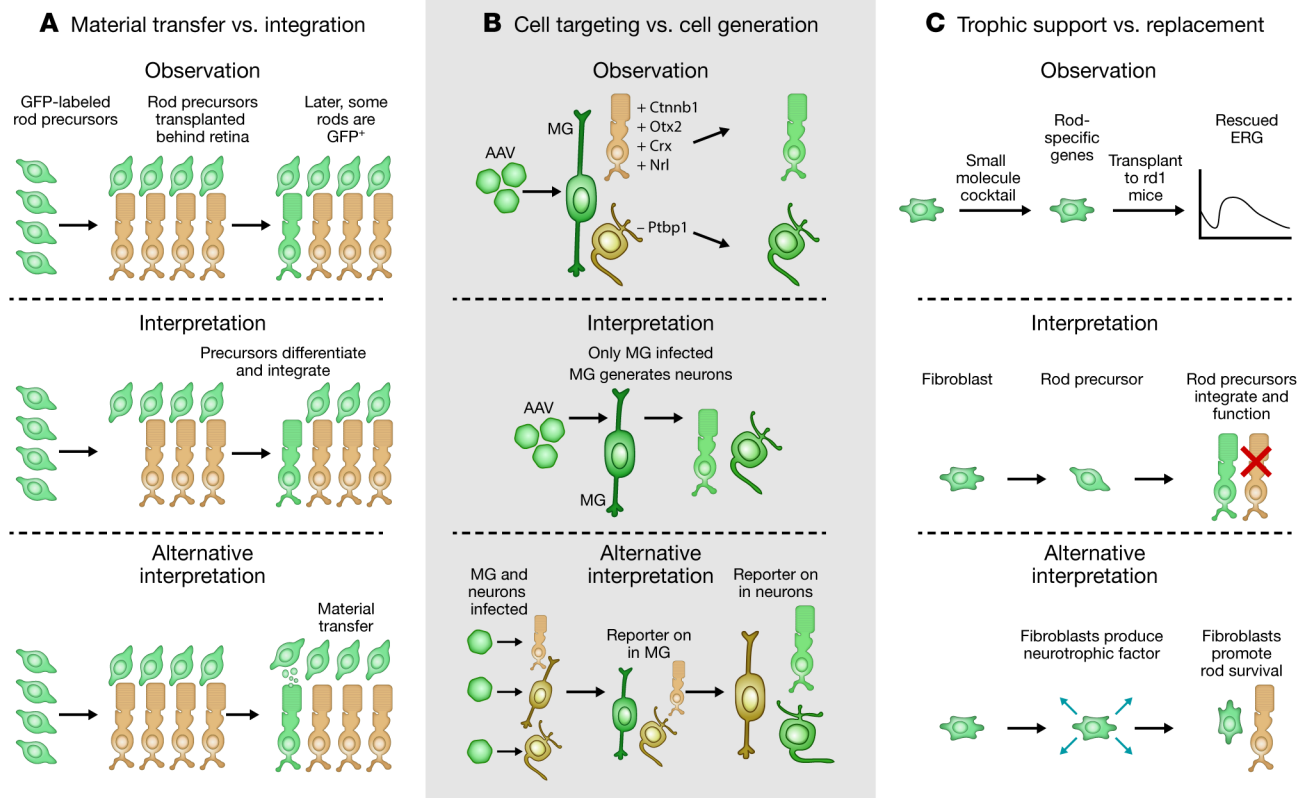 A Material transfer vs. integration
Observation
GFP-labeled
rod precursors
Rod precursors
transplanted
behind retina
Later, some
rods are
GFP+
Interpretation
Precursors differentiate
and integrate
Alternative
interpretation
Material
transfer
B Cell targeting vs. cell generation
Observation
AAV
MG
+ Ctnnb1
+ Otx2
+ Crx
+ Nrl
– Ptbp1
Interpretation
Only MG infected
MG generates neurons
AAV
MG
Alternative
interpretation
MG and
neurons
infected
Reporter on
in MG
Reporter on
in neurons
C Trophic support vs. replacement
Observation
Small
molecule
cocktail
Rod-
specific
genes
Transplant
to rd1
mice
Rescued
ERG
Interpretation
Fibroblast
Rod precursor
Rod precursors
integrate and
function
Alternative
interpretation
Fibroblasts produce
neurotrophic factor
Fibroblasts
promote
rod survival